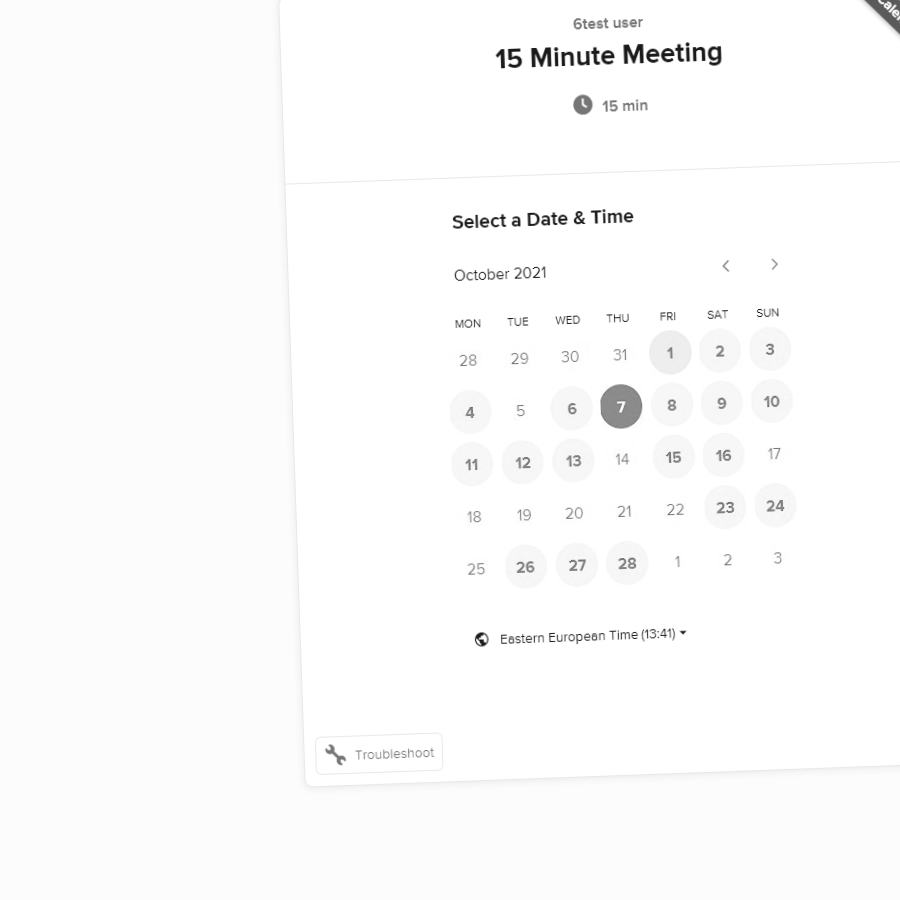 6test user
15 Minute Meeting
15 min
Select a Date & Time
October 2021
MON TUE WED THU FRI SAT SUN
28 29 30 31 1 2 3
4 5 6 7 8 9 10
11 12 13 14 15 16 17
18 19 20 21 22 23 24
25 26 27 28 1 2 3
Eastern European Time (13:41)
Troubleshoot